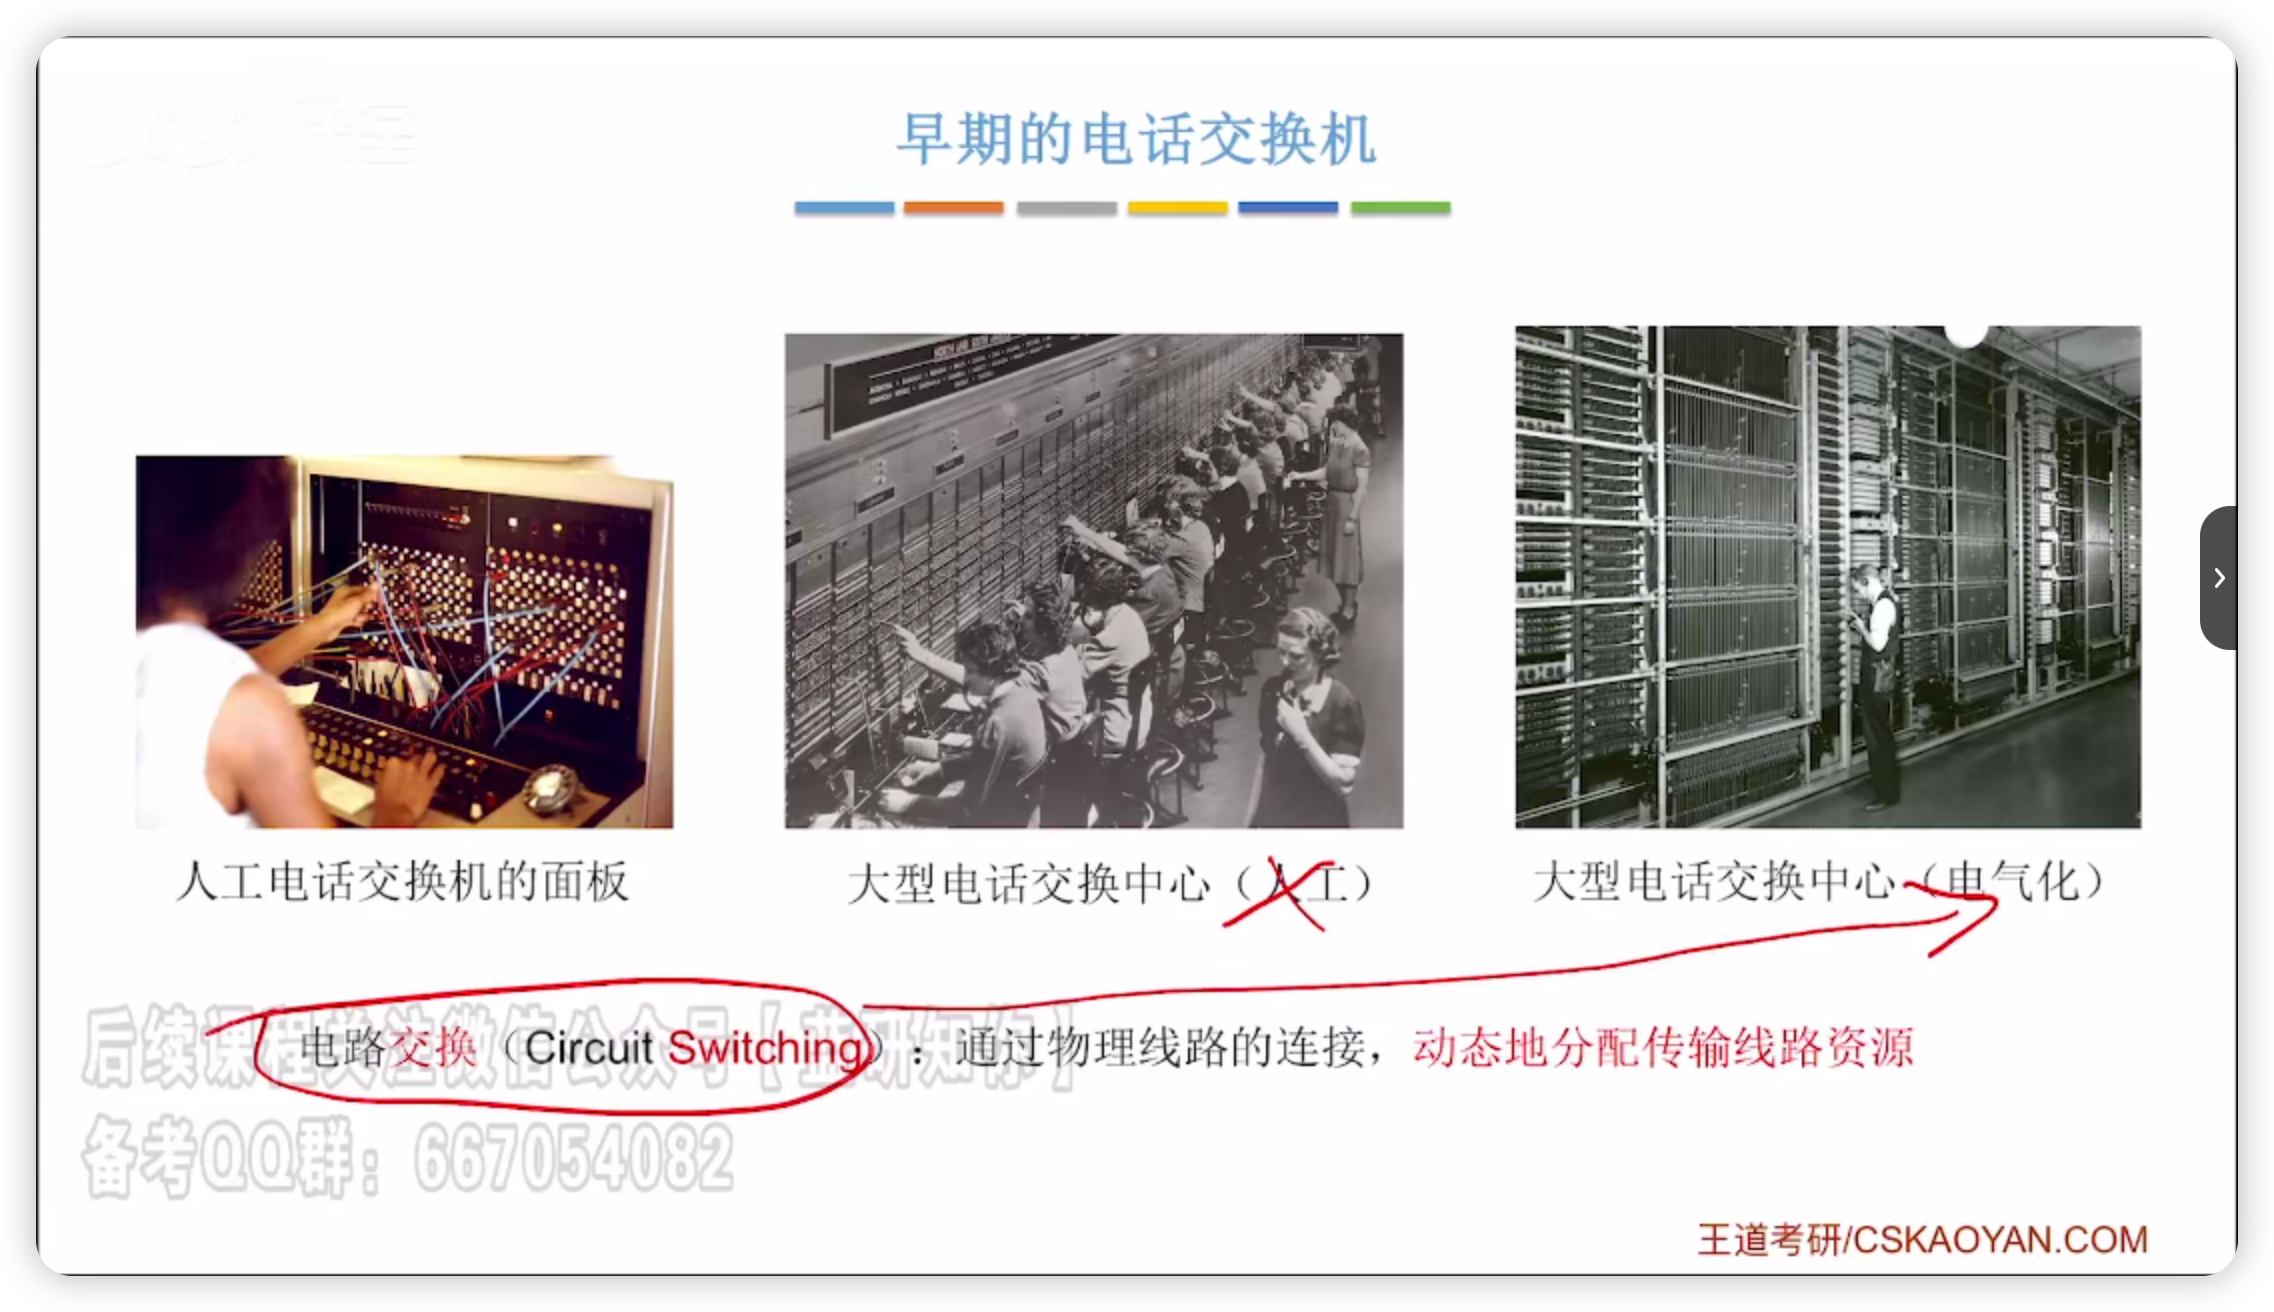 早期的电话交换机
人工电话交换机的面板
大型电话交换中心（人工）
大型电话交换中心（电气化）
电路交换（Circuit Switching）：通过物理线路的连接，动态地分配传输线路资源
后续课程关注微信公众号【蓝研知你】
备考QQ群：667054082
王道考研/CSKAOYAN.COM